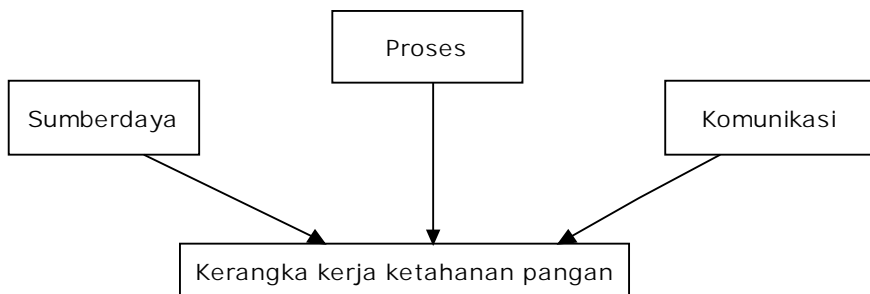 Proses
Sumberdaya
Komunikasi
Kerangka kerja ketahanan pangan